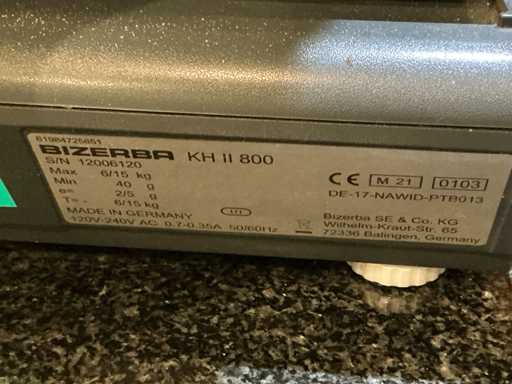 61984725651
BIZERBA KH II 800
S/N 12006120
Max 6/15 kg
Min 40 g
e= 2/5 g
T= - 6/15 kg
MADE IN GERMANY
120V-240V AC 0.7-0.35A 50/60Hz
CE M 21 0103
DE-17-NAWID-PTB013
Bizerba SE & Co. KG
Wilhelm-Kraut-Str. 65
72336 Balingen, Germany